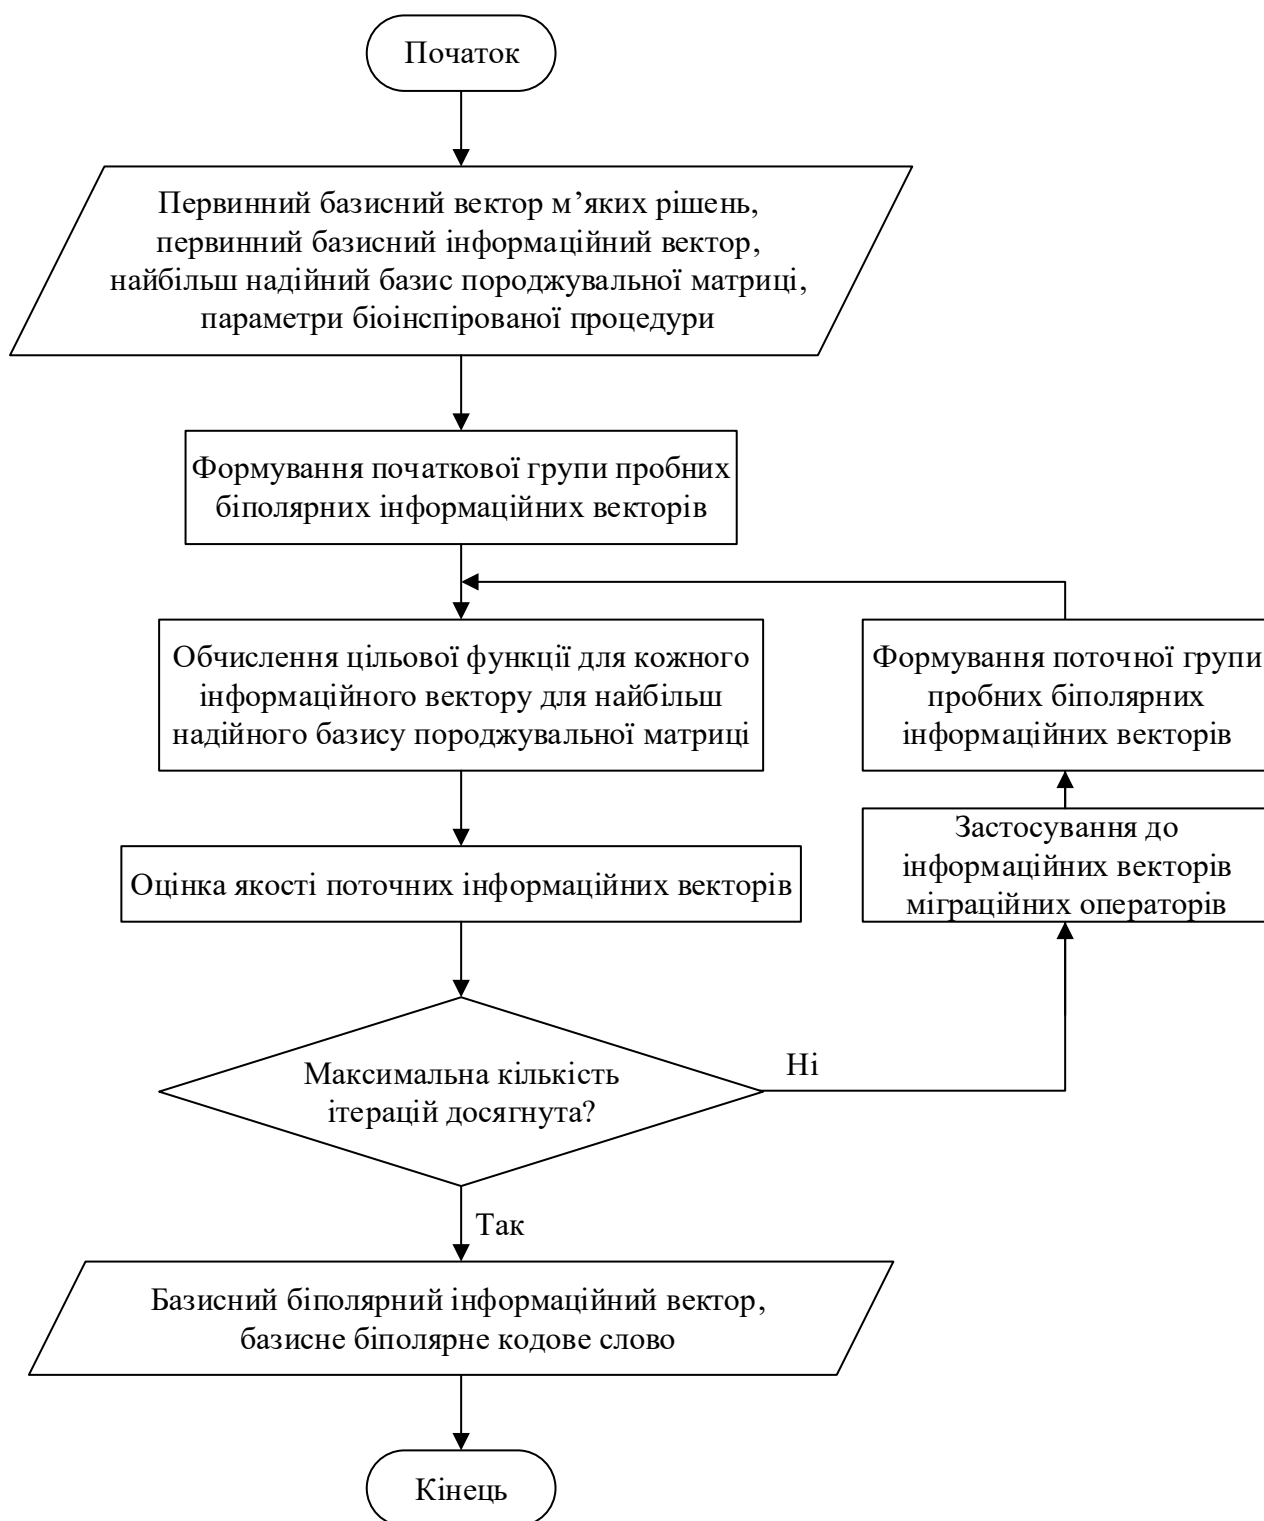 Початок
Первинний базисний вектор м’яких рішень,
первинний базисний інформаційний вектор,
найбільш надійний базис породжувальної матриці,
параметри біоінспірованої процедури
Формування початкової групи пробних
біполярних інформаційних векторів
Обчислення цільової функції для кожного
інформаційного вектору для найбільш
надійного базису породжувальної матриці
Формування поточної групи
пробних біполярних
інформаційних векторів
Застосування до
інформаційних векторів
міграційних операторів
Оцінка якості поточних інформаційних векторів
Максимальна кількість
ітерацій досягнута?
Ні
Так
Базисний біполярний інформаційний вектор,
базисне біполярне кодове слово
Кінець